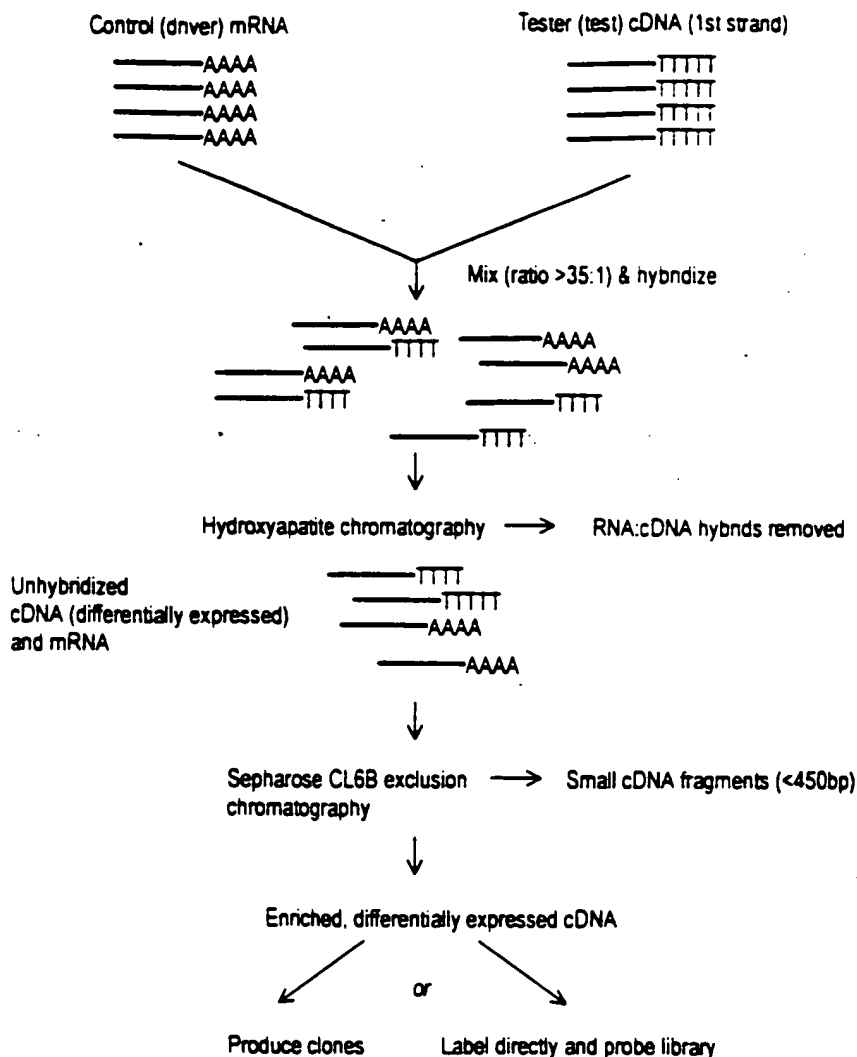 Control (dnver) mRNA
Tester (test) cDNA (1st strand)
AAAA
TTTTT
AAAA
TTTTT
AAAA
TTTTT
AAAA
TTTTT
Mix (ratio >35:1) & hybndize
AAAA
TTTT
AAAA
AAAA
AAAA
TTTT
TTTT
TTTT
Hydroxyapatite chromatography
RNA:cDNA hybnds removed
Unhybridized
cDNA (differentially expressed)
and mRNA
TTTT
TTTTT
AAAA
AAAA
Sepharose CL6B exclusion
chromatography
Small cDNA fragments (<450bp)
Enriched, differentially expressed cDNA
or
Produce clones
Label directly and probe library